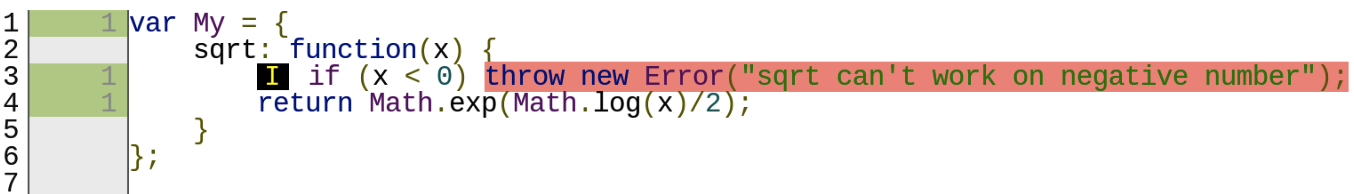 1 1 var My = {
2 sqrt: function(x) {
3 1 I if (x < 0) throw new Error("sqrt can't work on negative number");
4 1 return Math.exp(Math.log(x)/2);
5 }
6 };
7